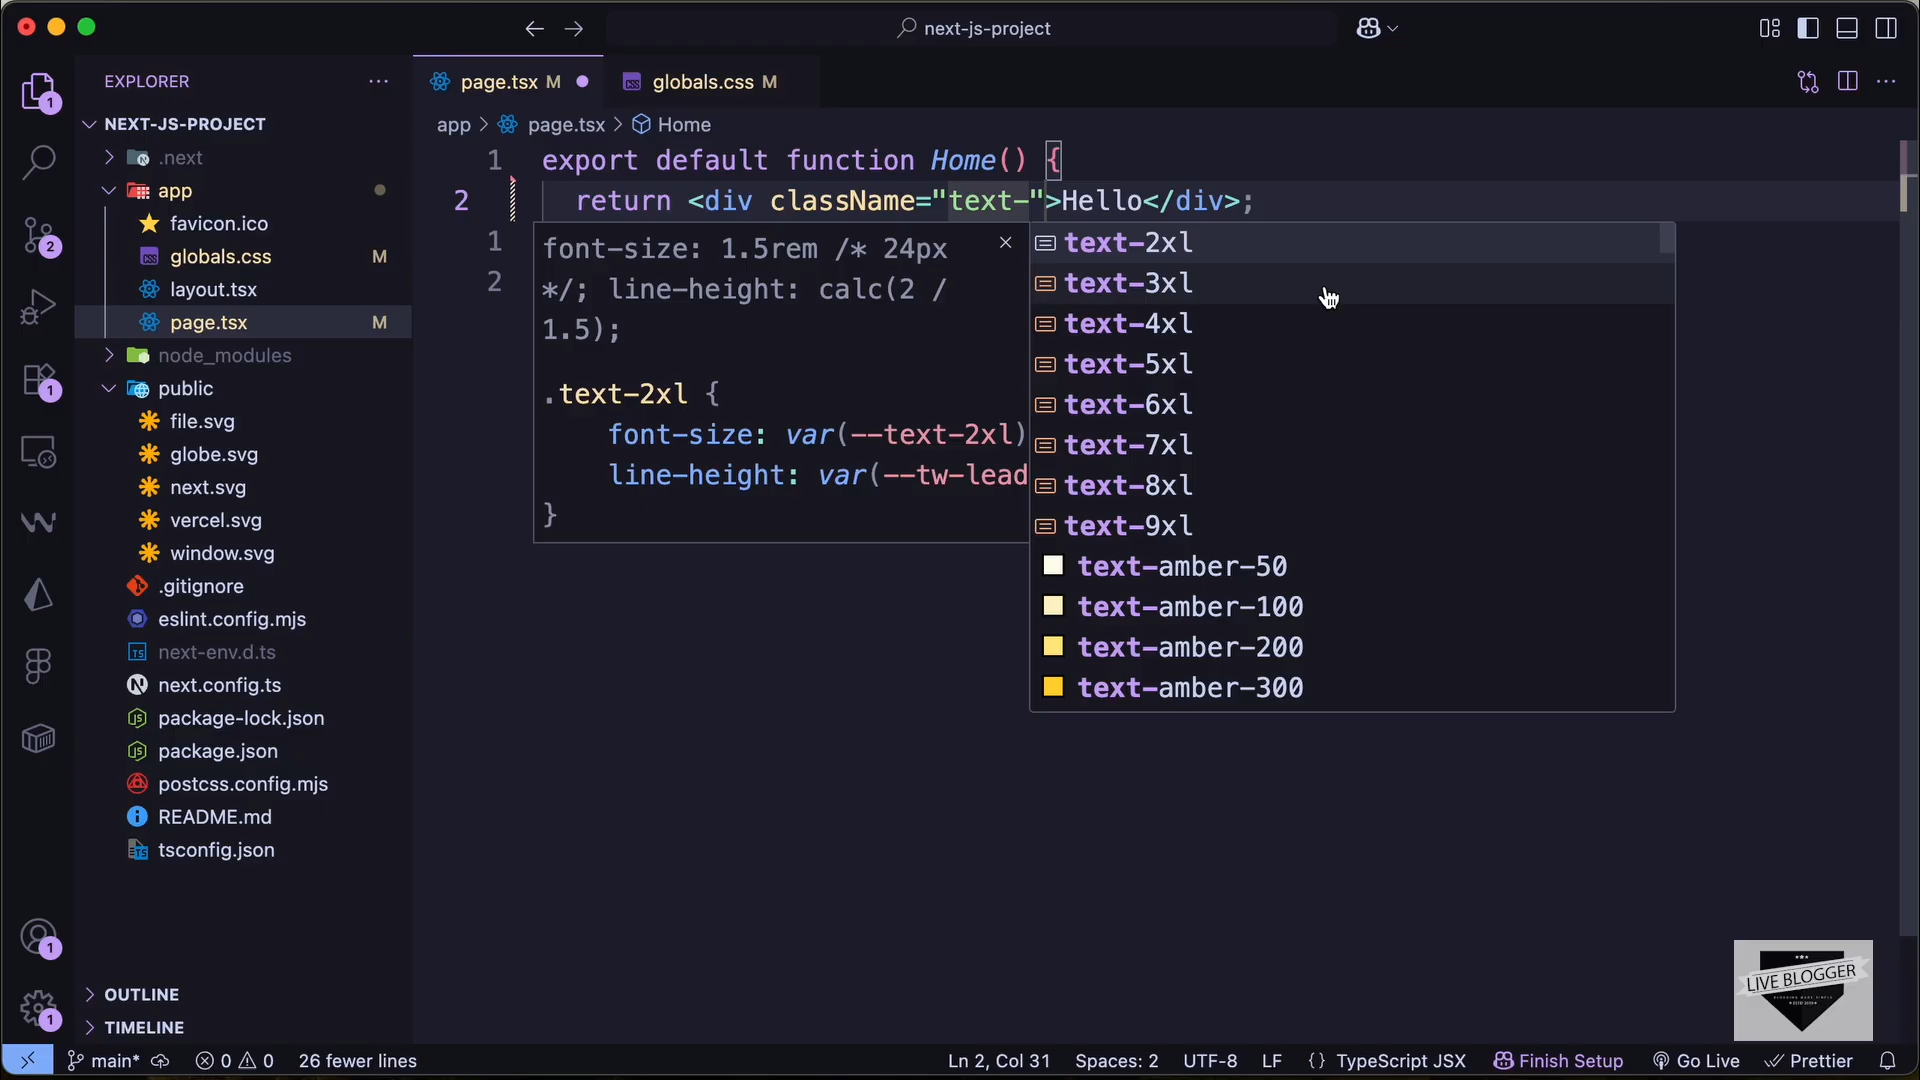 next-js-project
EXPLORER
page.tsx M
globals.css M
NEXT-JS-PROJECT
app > page.tsx > Home
.next
app
favicon.ico
globals.css M
layout.tsx
page.tsx M
node_modules
public
file.svg
globe.svg
next.svg
vercel.svg
window.svg
.gitignore
eslint.config.mjs
next-env.d.ts
next.config.ts
package-lock.json
package.json
postcss.config.mjs
README.md
tsconfig.json
OUTLINE
TIMELINE
1 export default function Home() {
2 return <div className="text-">Hello</div>;
1
2
font-size: 1.5rem /* 24px
*/; line-height: calc(2 /
1.5);
.text-2xl {
font-size: var(--text-2xl)
line-height: var(--tw-lead
}
text-2xl
text-3xl
text-4xl
text-5xl
text-6xl
text-7xl
text-8xl
text-9xl
text-amber-50
text-amber-100
text-amber-200
text-amber-300
1
2
1
1
1
LIVE BLOGGER
main* 0 0 26 fewer lines Ln 2, Col 31 Spaces: 2 UTF-8 LF {} TypeScript JSX Finish Setup Go Live Prettier